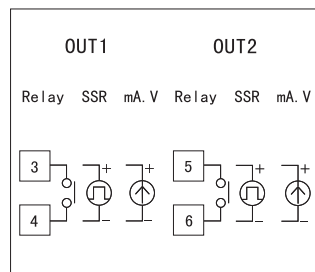 OUT1 OUT2
Relay SSR mA.V Relay SSR mA.V
3 + + 5 + +
4 - - 6 - -